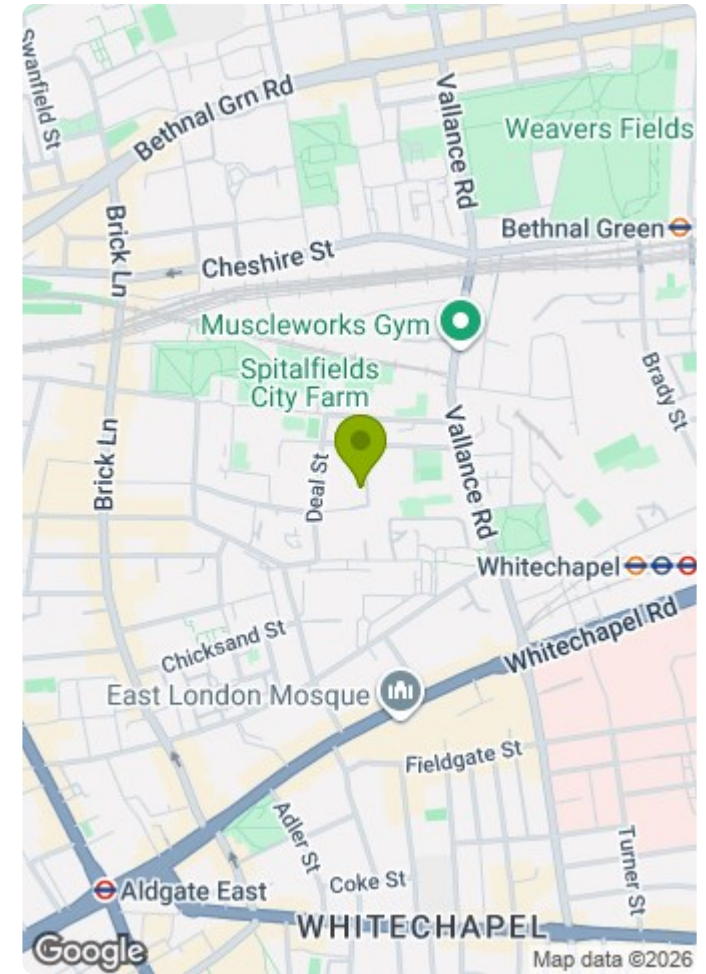 Swanfield St
Bethnal Grn Rd
Vallance Rd
Weavers Fields
Brick Ln
Bethnal Green
Cheshire St
Muscleworks Gym
Spitalfields
City Farm
Brady St
Vallance Rd
Brick Ln
Deal St
Whitechapel
Whitechapel Rd
Chicksand St
East London Mosque
Fieldgate St
Adler St
Turner St
Aldgate East
Coke St
WHITECHAPEL
Google
Map data ©2026